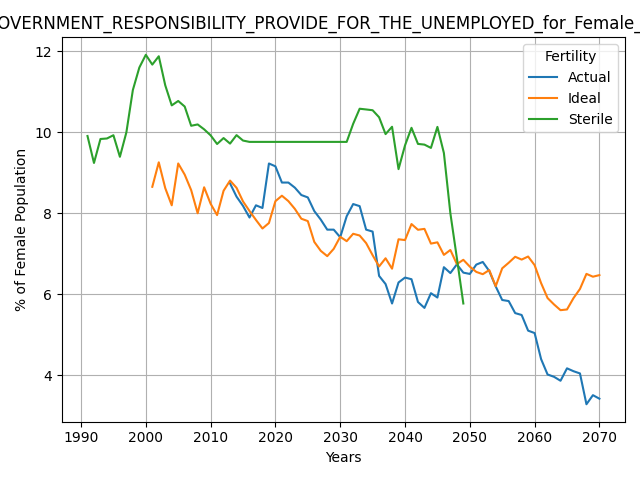 OVERNMENT_RESPONSIBILITY_PROVIDE_FOR_THE_UNEMPLOYED_for_Female_
12
10
8
6
4
% of Female Population
Fertility
Actual
Ideal
Sterile
1990 2000 2010 2020 2030 2040 2050 2060 2070
Years